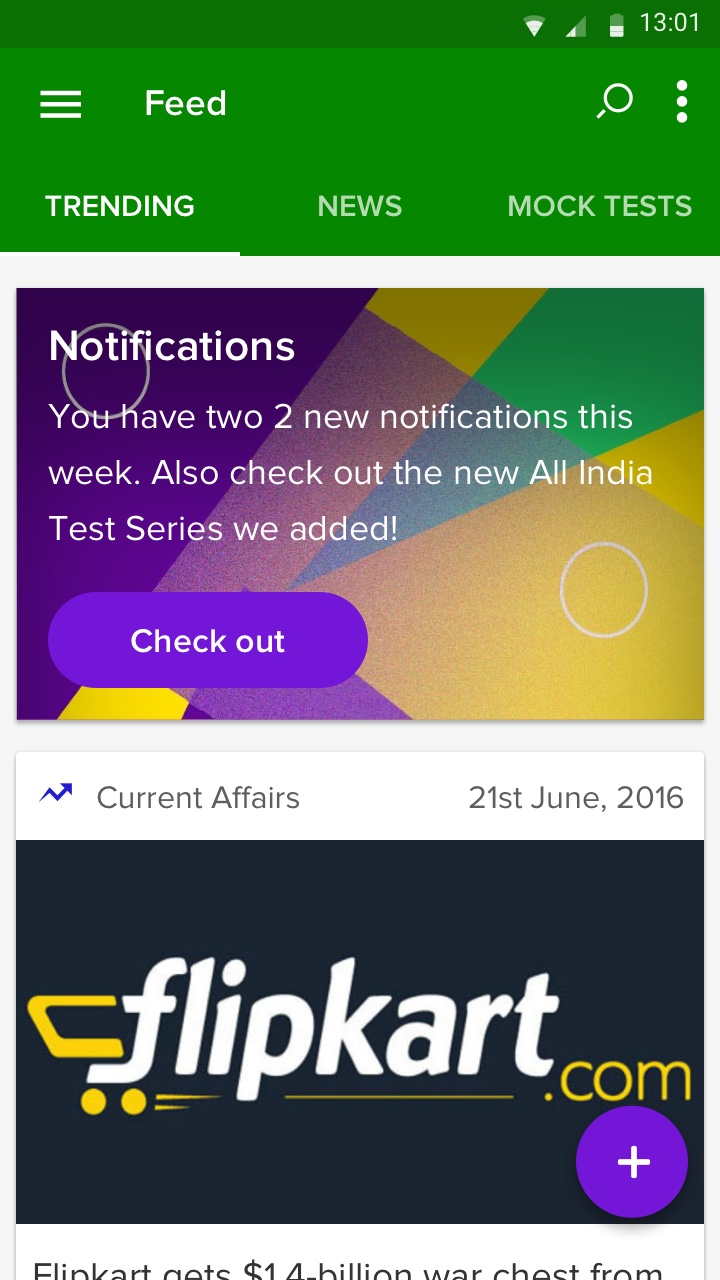 13:01
Feed
TRENDING NEWS MOCK TESTS
Notifications
You have two 2 new notifications this
week. Also check out the new All India
Test Series we added!
Check out
Current Affairs 21st June, 2016
flipkart
.com
Flipkart gets $1.4-billion war chest from